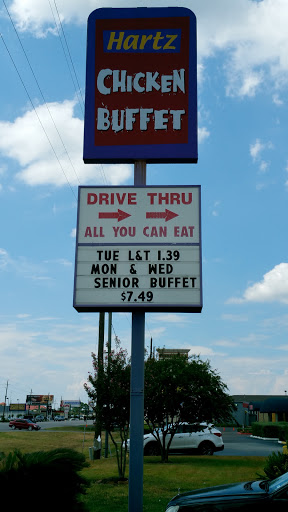 Hartz
CHICKEN
BUFFET
DRIVE THRU
ALL YOU CAN EAT
TUE L&T 1.39
MON & WED
SENIOR BUFFET
$7.49